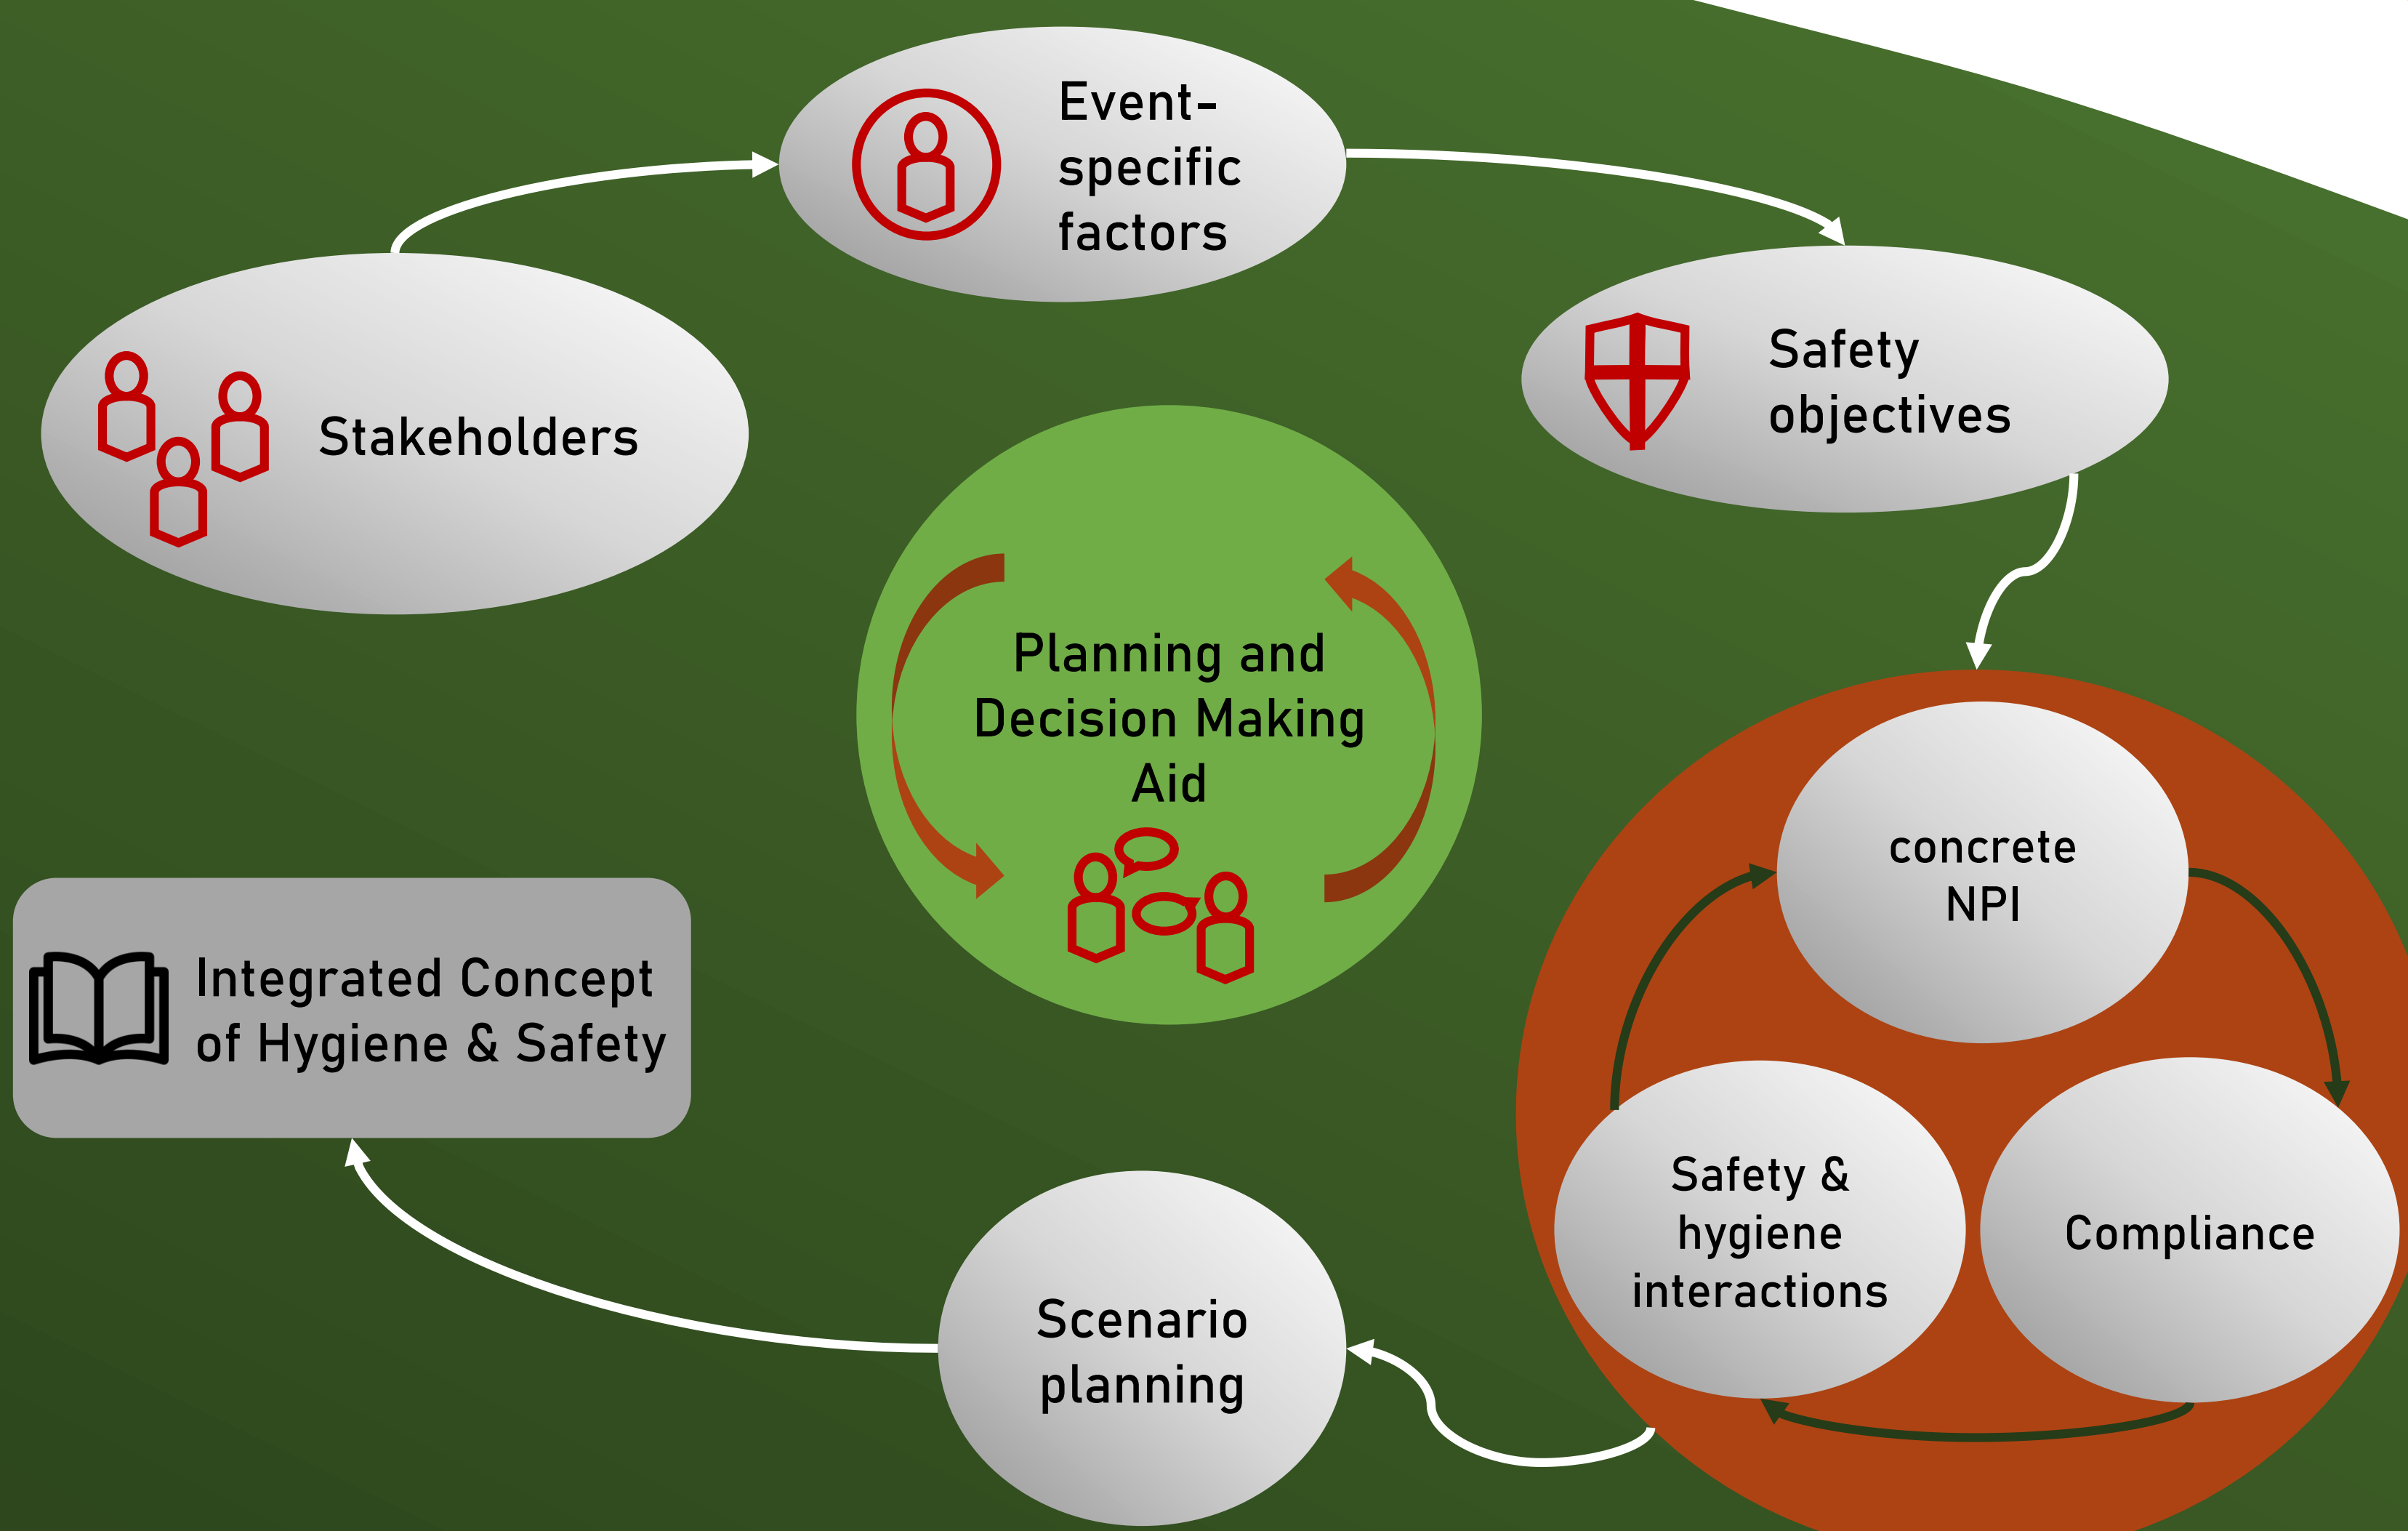 Event-
specific
factors
Stakeholders
Safety
objectives
Planning and
Decision Making
Aid
concrete
NPI
Compliance
Safety &
hygiene
interactions
Scenario
planning
Integrated Concept
of Hygiene & Safety